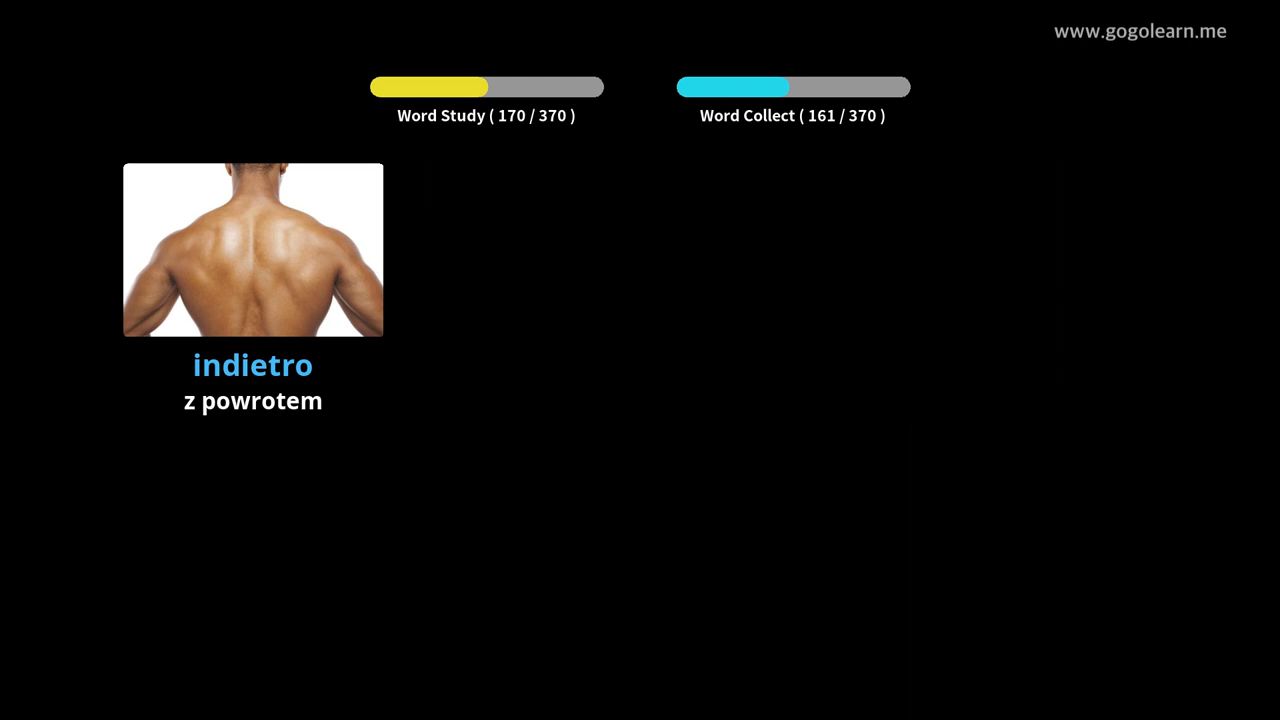 www.gogolearn.me
Word Study ( 170 / 370 )
Word Collect ( 161 / 370 )
indietro
z powrotem